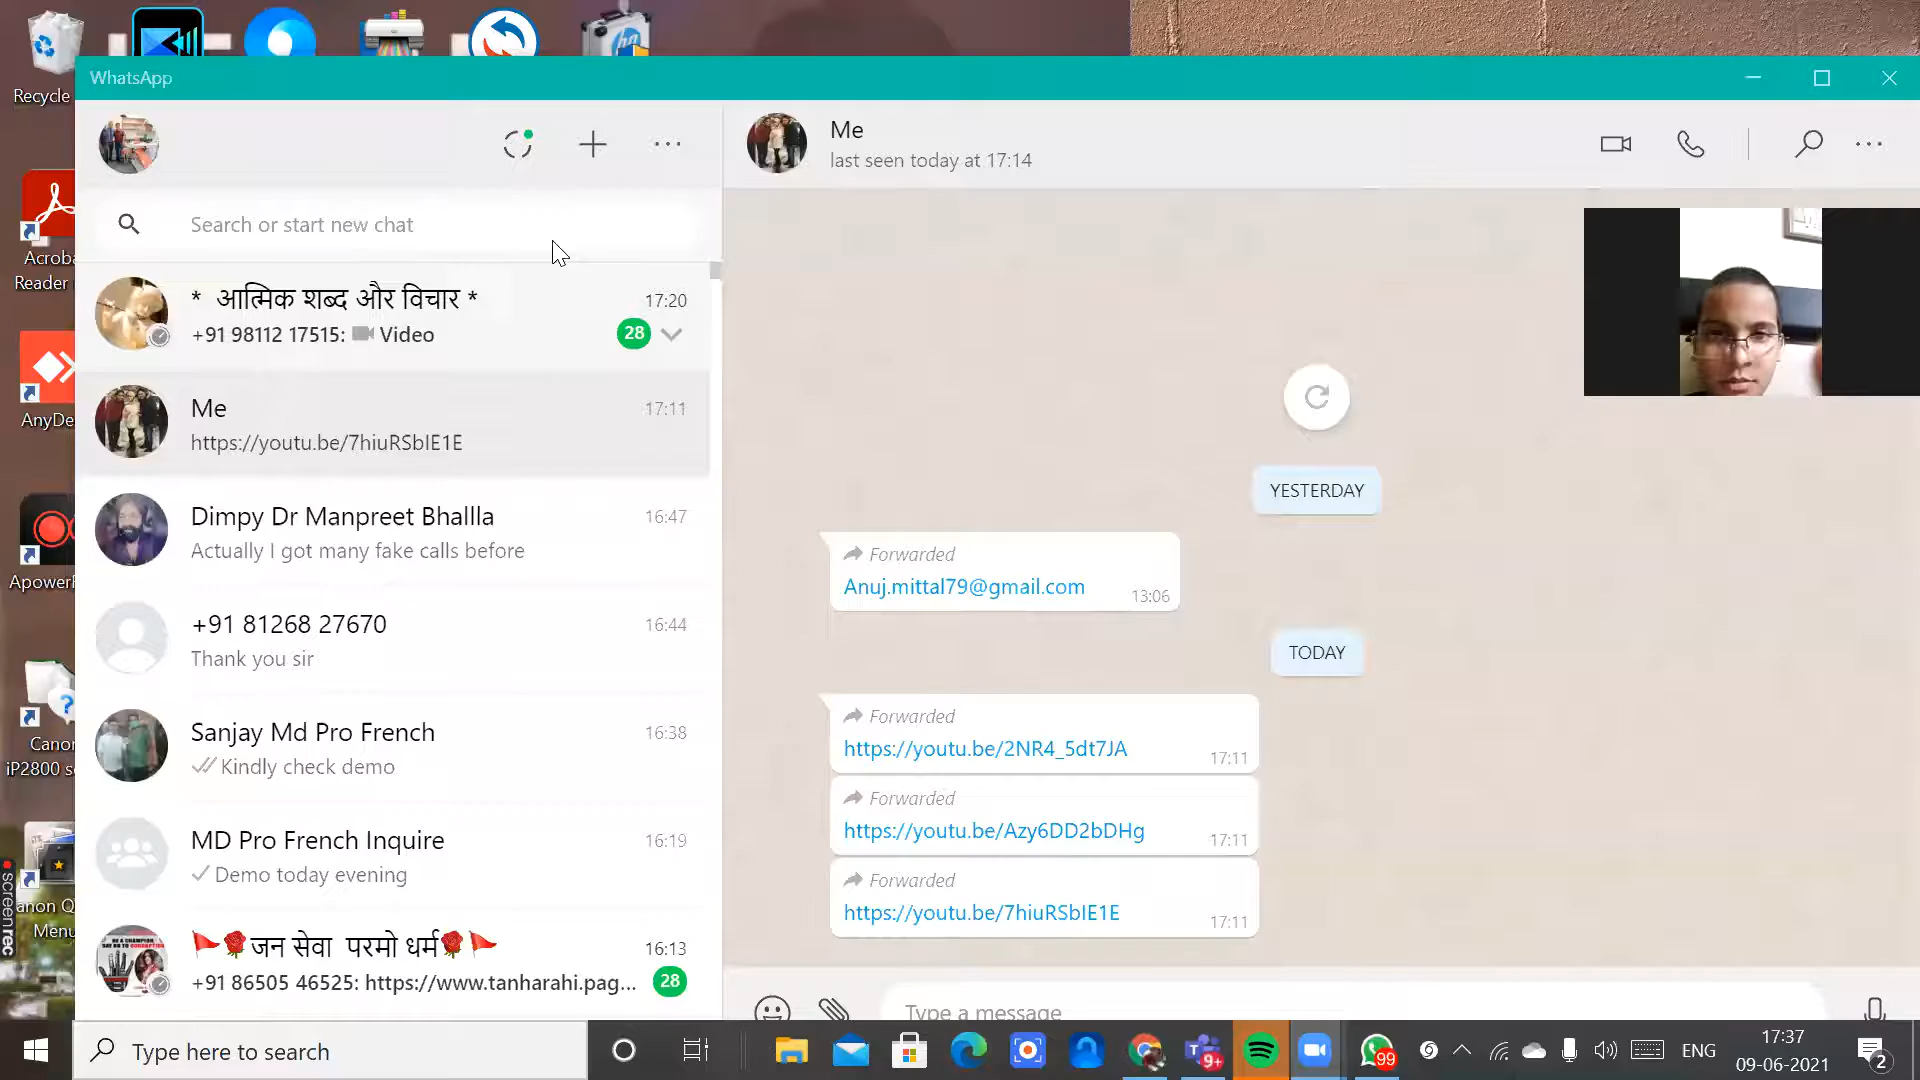 Recycle
Acroba
Reader
AnyDe
ApowerR
Canon
iP2800 se
anon Q
Menu
screenrec
WhatsApp
Search or start new chat
* आत्मिक शब्द और विचार *
17:20
+91 98112 17515: Video
28
Me
17:11
https://youtu.be/7hiuRSbIE1E
Dimpy Dr Manpreet Bhallla
16:47
Actually I got many fake calls before
+91 81268 27670
16:44
Thank you sir
Sanjay Md Pro French
16:38
Kindly check demo
MD Pro French Inquire
16:19
Demo today evening
जन सेवा परमो धर्म
16:13
+91 86505 46525: https://www.tanharahi.pag...
28
Me
last seen today at 17:14
YESTERDAY
Forwarded
Anuj.mittal79@gmail.com
13:06
TODAY
Forwarded
https://youtu.be/2NR4_5dt7JA
17:11
Forwarded
https://youtu.be/Azy6DD2bDHg
17:11
Forwarded
https://youtu.be/7hiuRSbIE1E
17:11
Type a message
Type here to search
9+
99
ENG
17:37
09-06-2021
2